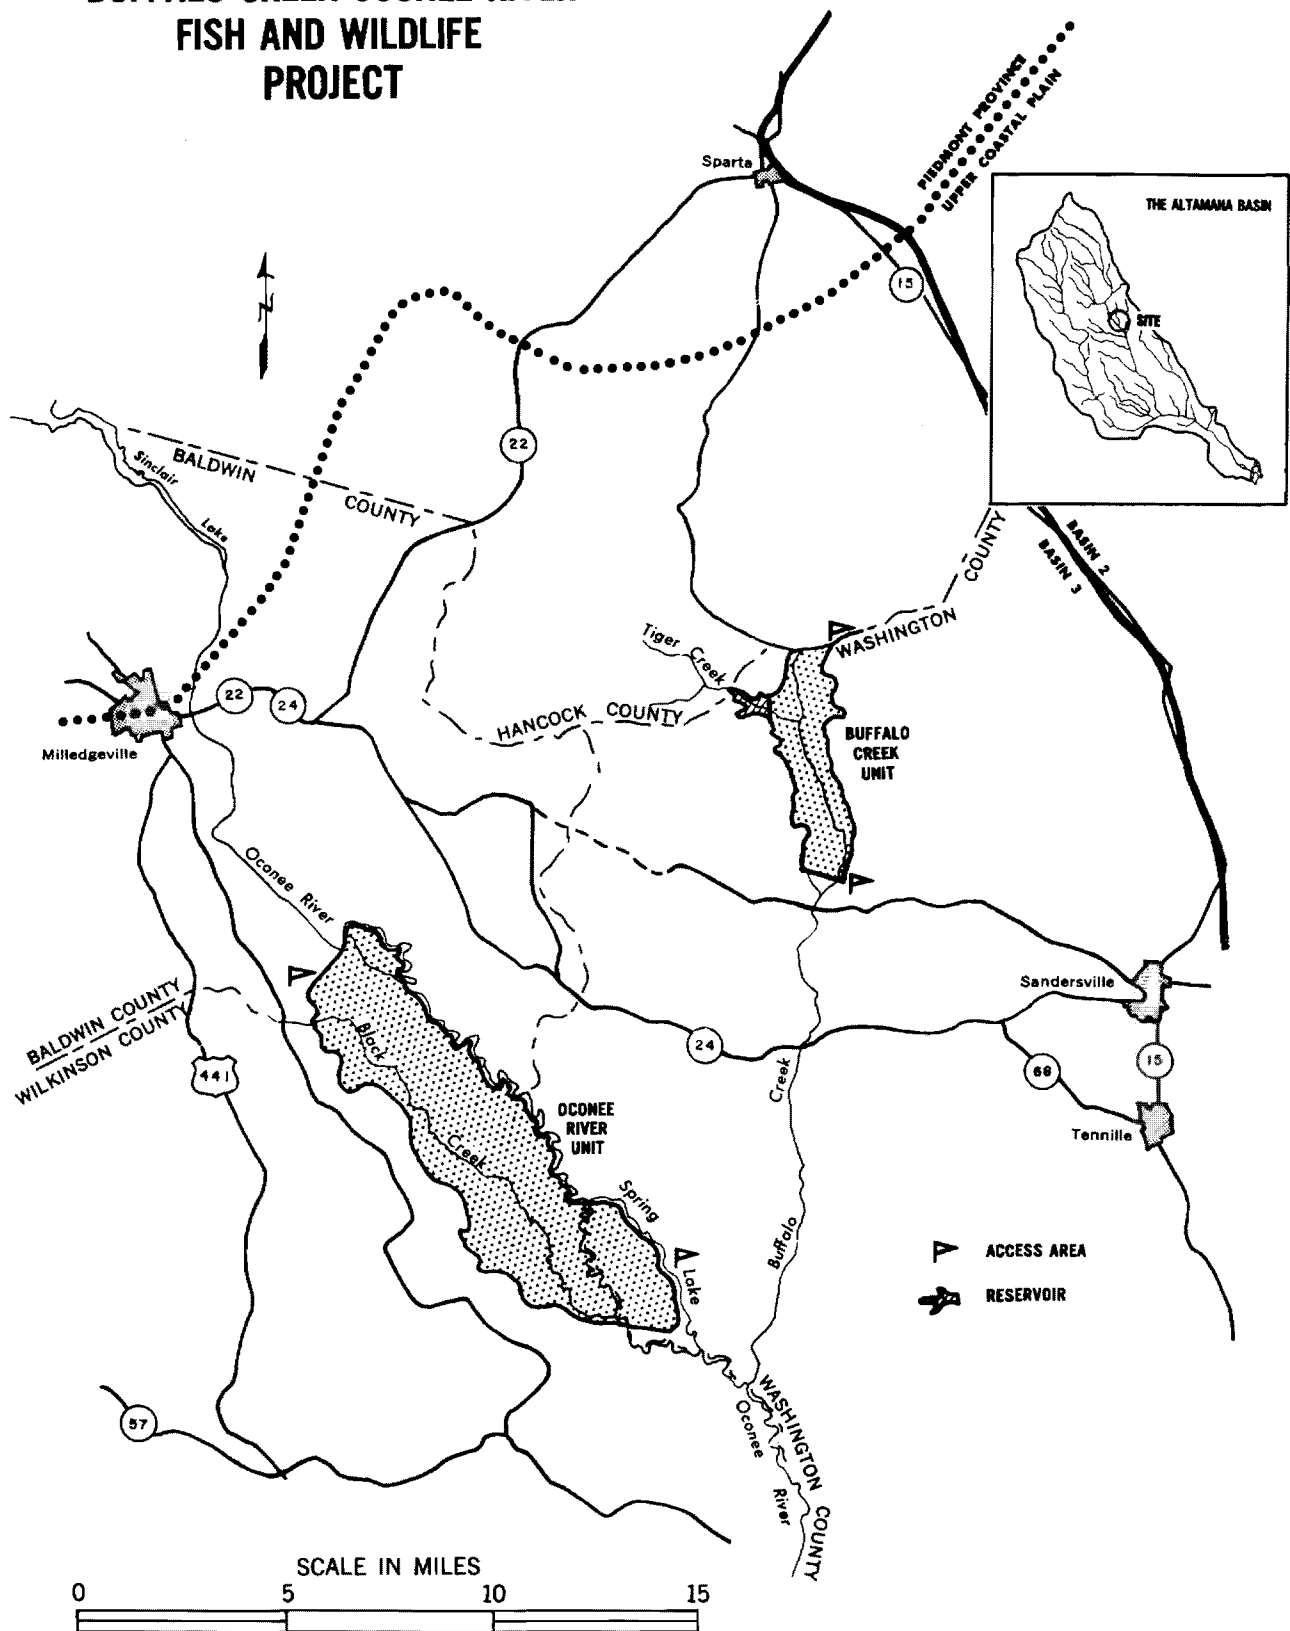 FISH AND WILDLIFE
PROJECT
PIEDMONT PROVINCE
UPPER COASTAL PLAIN
Sparta
THE ALTAMAHA BASIN
SITE
15
22
BALDWIN
COUNTY
Sinclair
Lake
BASIN 2
BASIN 3
COUNTY
WASHINGTON
Tiger Creek
HANCOCK COUNTY
22
24
Milledgeville
BUFFALO
CREEK
UNIT
Oconee River
Sandersville
BALDWIN COUNTY
WILKINSON COUNTY
Black
Creek
441
24
Creek
68
15
Tennille
OCONEE
RIVER
UNIT
Spring
Lake
Buffalo
ACCESS AREA
RESERVOIR
57
WASHINGTON COUNTY
Oconee
River
SCALE IN MILES
0 5 10 15